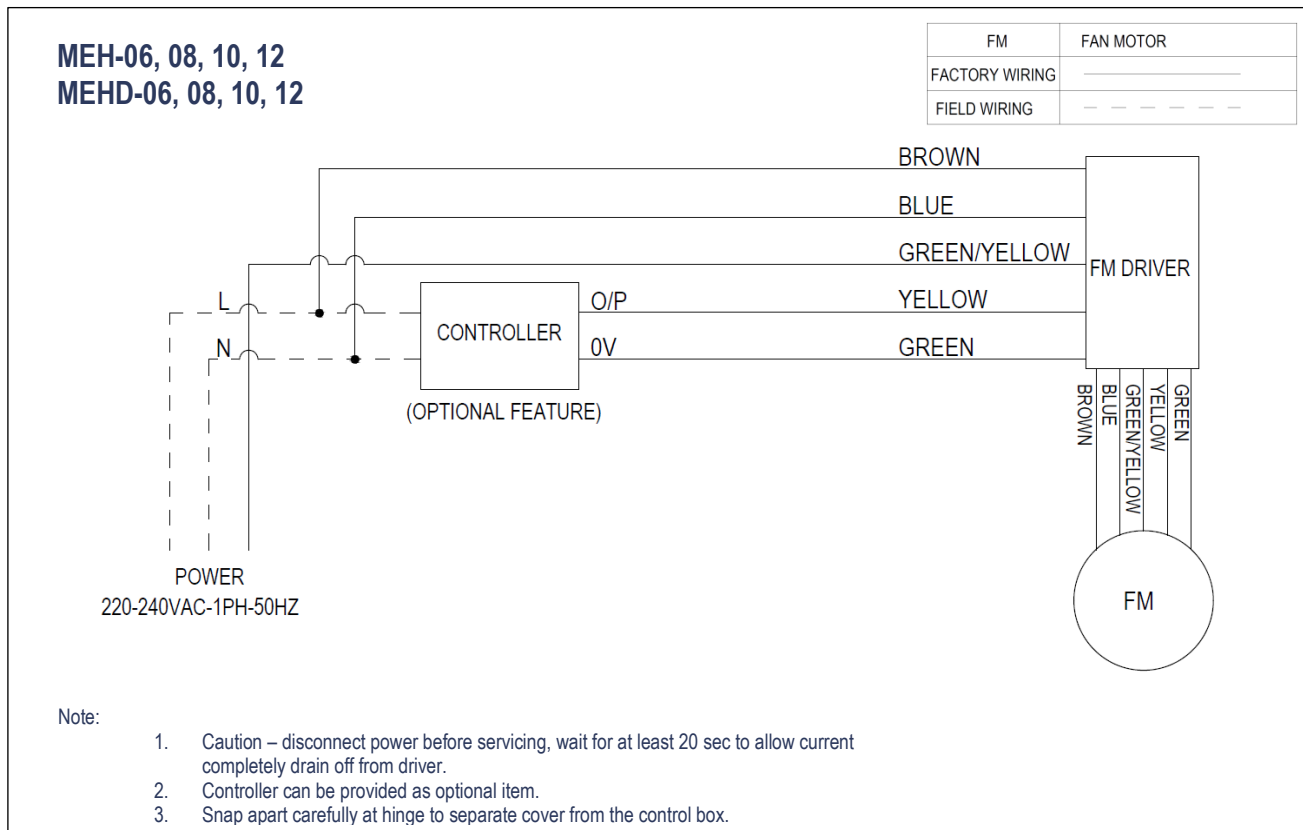 MEH-06, 08, 10, 12
MEHD-06, 08, 10, 12
FM FAN MOTOR
FACTORY WIRING
FIELD WIRING
BROWN
BLUE
GREEN/YELLOW
FM DRIVER
L
O/P
YELLOW
CONTROLLER
N
0V
GREEN
(OPTIONAL FEATURE)
BROWN
BLUE
GREEN/YELLOW
YELLOW
GREEN
POWER
220-240VAC-1PH-50HZ
FM
Note:
1. Caution – disconnect power before servicing, wait for at least 20 sec to allow current
completely drain off from driver.
2. Controller can be provided as optional item.
3. Snap apart carefully at hinge to separate cover from the control box.